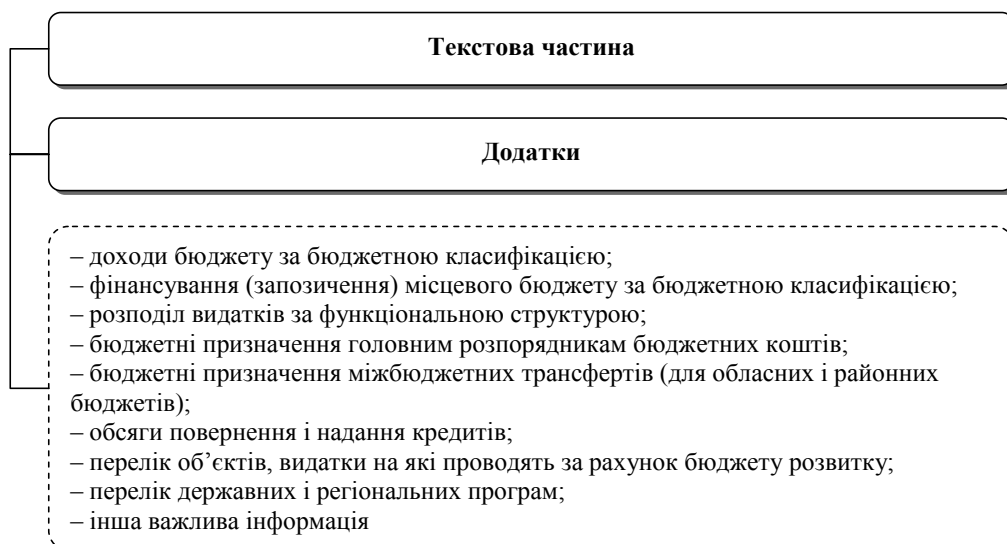 Текстова частина
Додатки
– доходи бюджету за бюджетною класифікацією;
– фінансування (запозичення) місцевого бюджету за бюджетною класифікацією;
– розподіл видатків за функціональною структурою;
– бюджетні призначення головним розпорядникам бюджетних коштів;
– бюджетні призначення міжбюджетних трансфертів (для обласних і районних
бюджетів);
– обсяги повернення і надання кредитів;
– перелік об’єктів, видатки на які проводять за рахунок бюджету розвитку;
– перелік державних і регіональних програм;
– інша важлива інформація